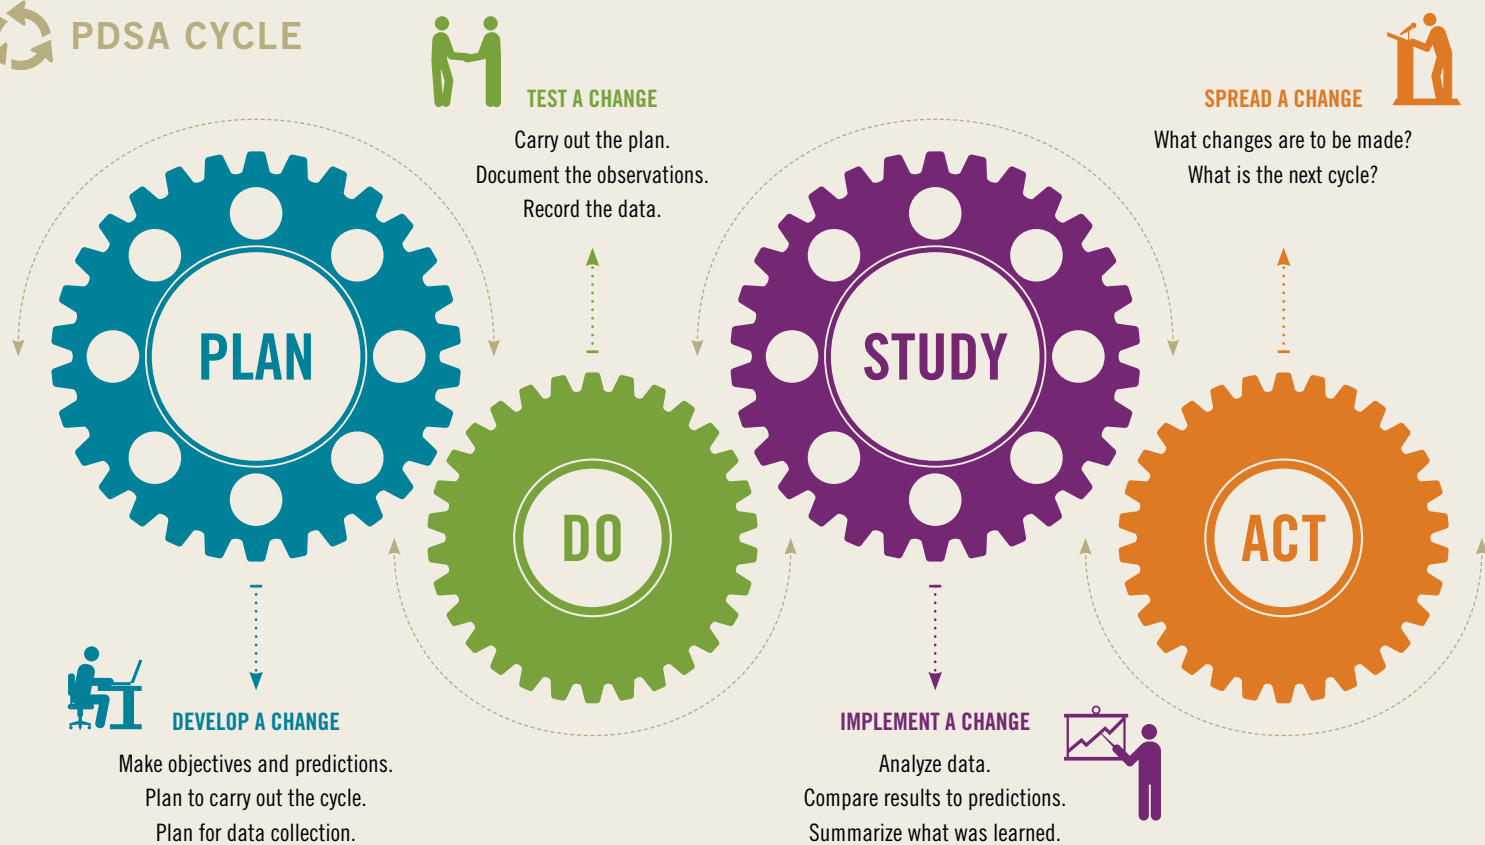 PDSA CYCLE
TEST A CHANGE
Carry out the plan.
Document the observations.
Record the data.
SPREAD A CHANGE
What changes are to be made?
What is the next cycle?
PLAN
DO
STUDY
ACT
DEVELOP A CHANGE
Make objectives and predictions.
Plan to carry out the cycle.
Plan for data collection.
IMPLEMENT A CHANGE
Analyze data.
Compare results to predictions.
Summarize what was learned.